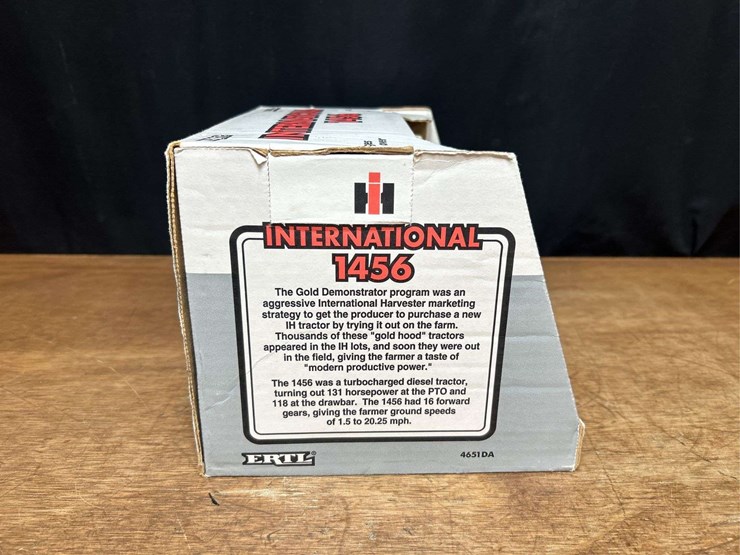 INTERNATIONAL
1456
IH
INTERNATIONAL
1456
The Gold Demonstrator program was an
aggressive International Harvester marketing
strategy to get the producer to purchase a new
IH tractor by trying it out on the farm.
Thousands of these "gold hood" tractors
appeared in the IH lots, and soon they were out
in the field, giving the farmer a taste of
"modern productive power."
The 1456 was a turbocharged diesel tractor,
turning out 131 horsepower at the PTO and
118 at the drawbar. The 1456 had 16 forward
gears, giving the farmer ground speeds
of 1.5 to 20.25 mph.
ERTL®
4651DA